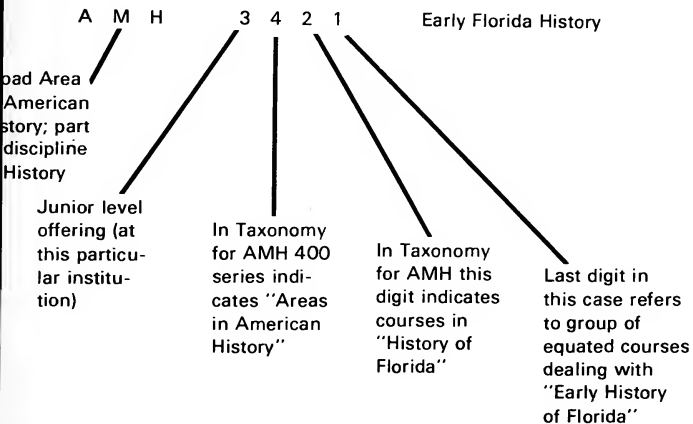 A M H 3 4 2 1 Early Florida History
Area
American
part
discipline
History
Junior level
offering (at
this particu-
lar institu-
tion)
In Taxonomy
for AMH 400
series indi-
cates "Areas
in American
History"
In Taxonomy
for AMH this
digit indicates
courses in
"History of
Florida"
Last digit in
this case refers
to group of
equated courses
dealing with
"Early History
of Florida"